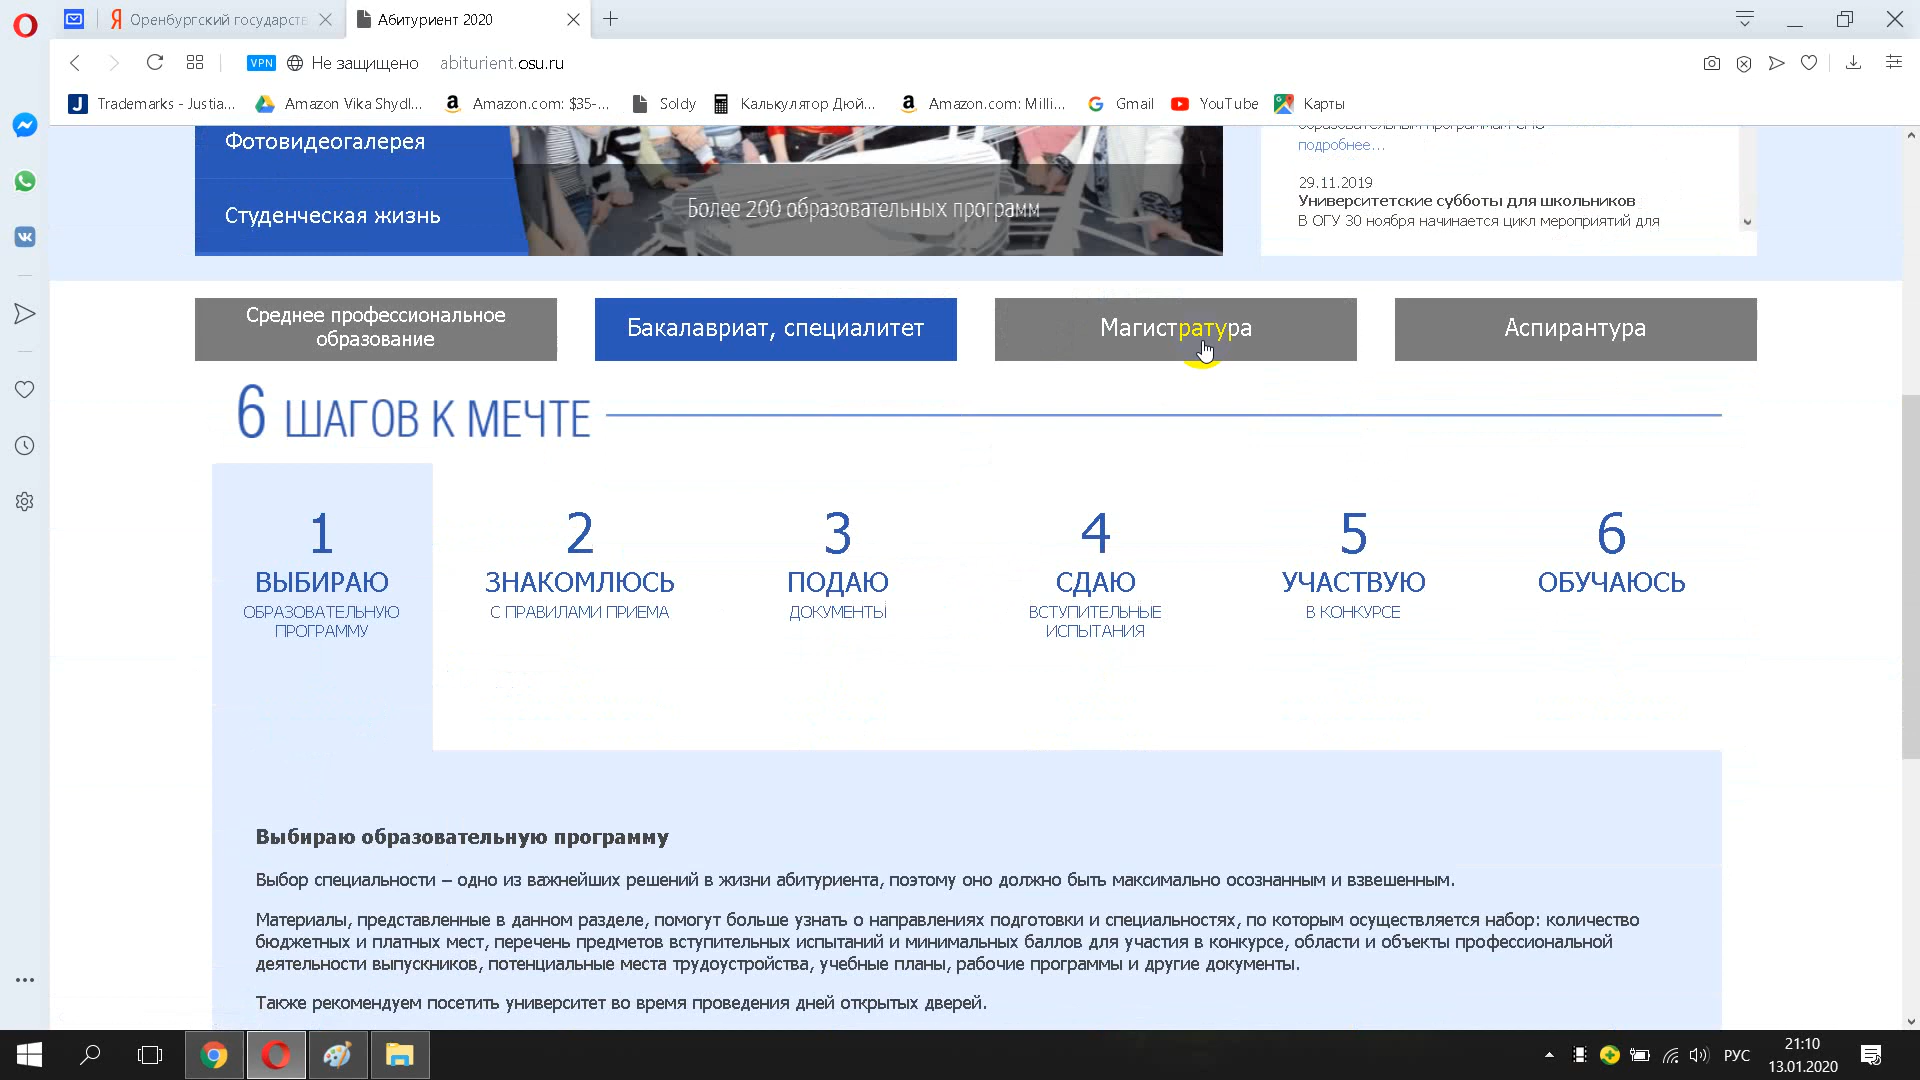 Оренбургский государств
Абитуриент 2020
VPN
Не защищено
abiturient.osu.ru
Trademarks - Justia...
Amazon Vika Shydl...
Amazon.com: $35-...
Soldy
Калькулятор Дюй...
Amazon.com: Milli...
Gmail
YouTube
Карты
Фотовидеогалерея
Студенческая жизнь
Более 200 образовательных программ
образовательным программам СПО
подробнее...
29.11.2019
Университетские субботы для школьников
В ОГУ 30 ноября начинается цикл мероприятий для
Среднее профессиональное
образование
Бакалавриат, специалитет
Магистратура
Аспирантура
6 ШАГОВ К МЕЧТЕ
1
ВЫБИРАЮ
ОБРАЗОВАТЕЛЬНУЮ
ПРОГРАММУ
2
ЗНАКОМЛЮСЬ
С ПРАВИЛАМИ ПРИЕМА
3
ПОДАЮ
ДОКУМЕНТЫ
4
СДАЮ
ВСТУПИТЕЛЬНЫЕ
ИСПЫТАНИЯ
5
УЧАСТВУЮ
В КОНКУРСЕ
6
ОБУЧАЮСЬ
Выбираю образовательную программу
Выбор специальности – одно из важнейших решений в жизни абитуриента, поэтому оно должно быть максимально осознанным и взвешенным.
Материалы, представленные в данном разделе, помогут больше узнать о направлениях подготовки и специальностях, по которым осуществляется набор: количество
бюджетных и платных мест, перечень предметов вступительных испытаний и минимальных баллов для участия в конкурсе, области и объекты профессиональной
деятельности выпускников, потенциальные места трудоустройства, учебные планы, рабочие программы и другие документы.
Также рекомендуем посетить университет во время проведения дней открытых дверей.
РУС
21:10
13.01.2020